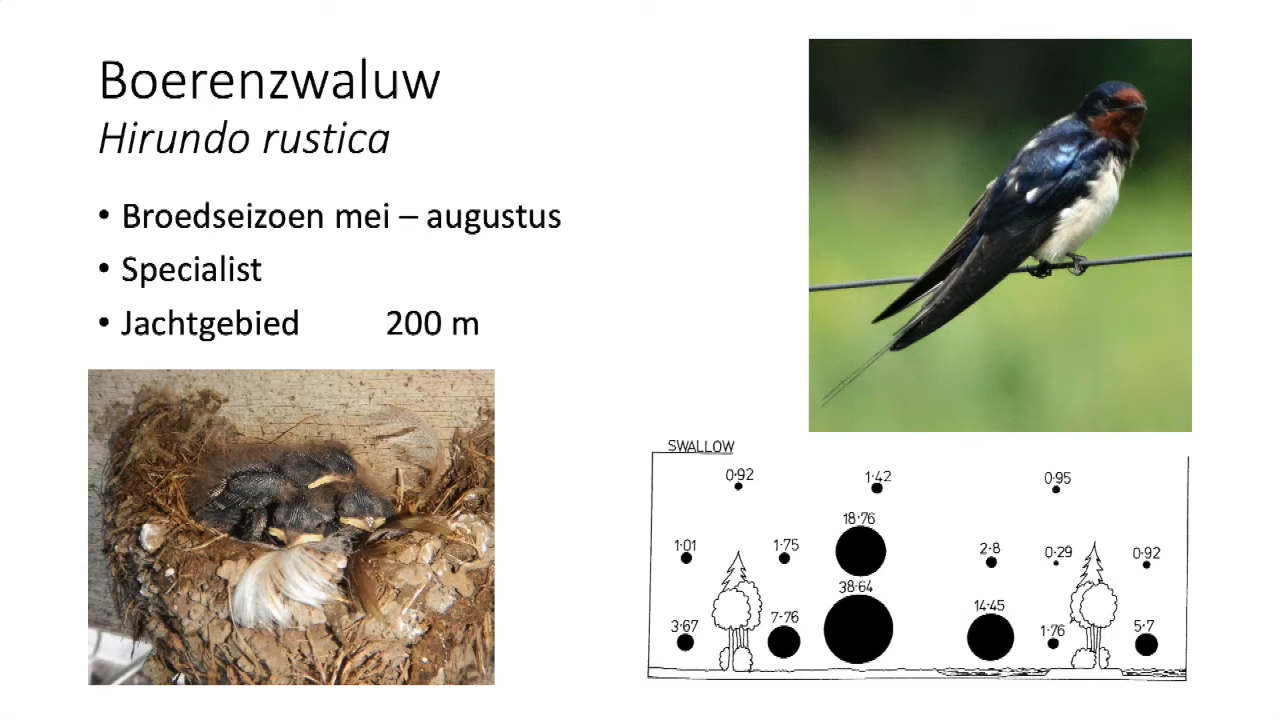 Boerenzwaluw
Hirundo rustica
• Broedseizoen mei – augustus
• Specialist
• Jachtgebied 200 m
SWALLOW
0·92 1·42 0·95
18·76
1·01 1·75 2·8 0·29 0·92
38·64
3·67 7·76 14·45 1·76 5·7